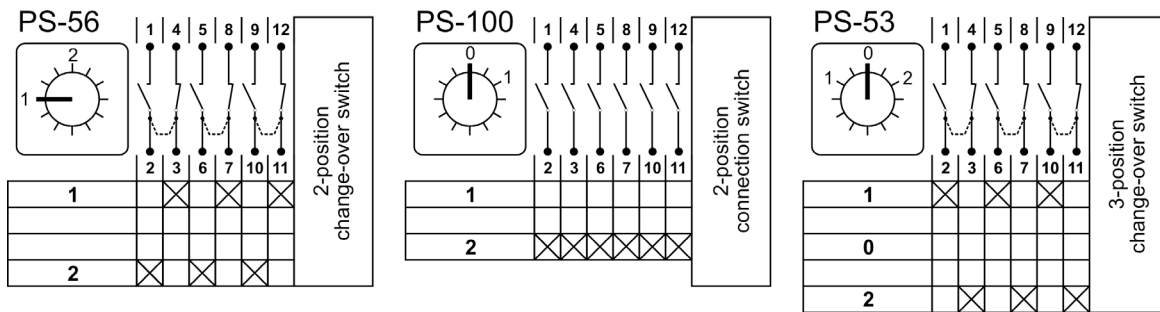 PS-56
1 4 5 8 9 12
2
1
2 3 6 7 10 11
1
2
2-position
change-over switch
PS-100
1 4 5 8 9 12
0
1
2 3 6 7 10 11
1
2
2-position
connection switch
PS-53
1 4 5 8 9 12
0
1 2
2 3 6 7 10 11
1
0
2
3-position
change-over switch